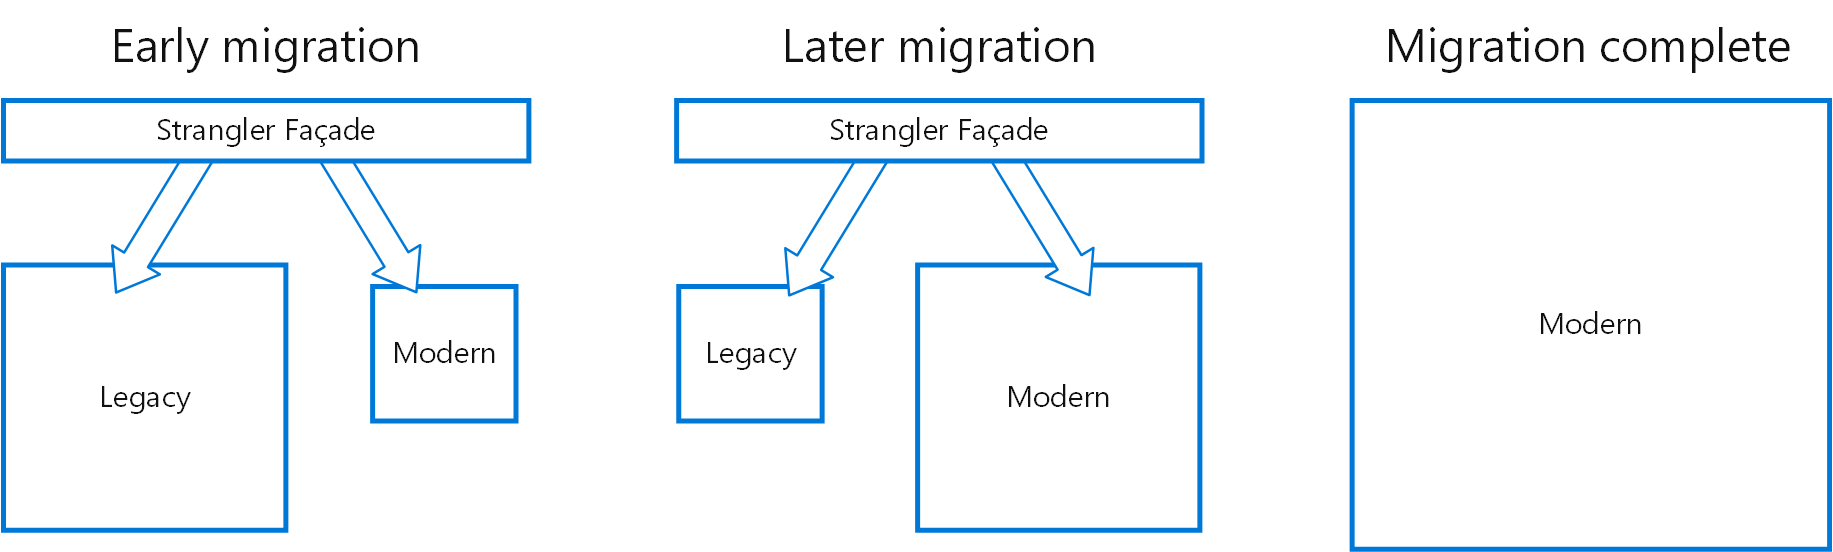 Early migration
Strangler Façade
Legacy
Modern
Later migration
Strangler Façade
Legacy
Modern
Migration complete
Modern